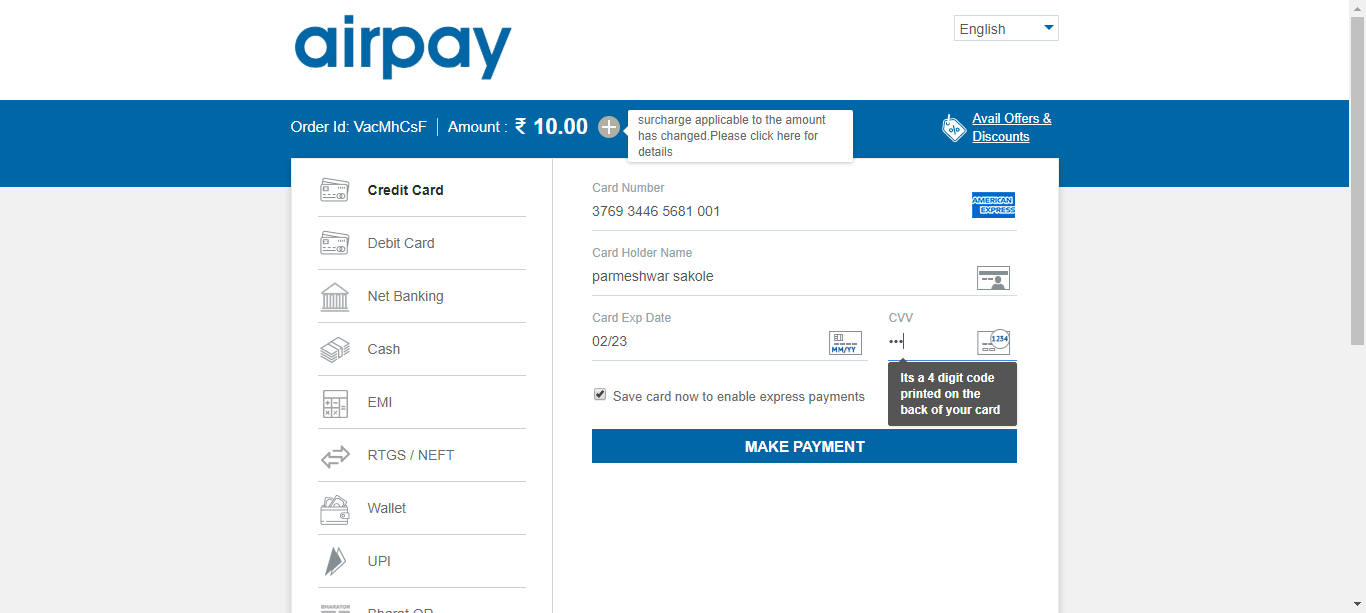 airpay
English
Order Id: VacMhCsF | Amount : ₹ 10.00
surcharge applicable to the amount
has changed.Please click here for
details
Avail Offers &
Discounts
Credit Card
Debit Card
Net Banking
Cash
EMI
RTGS / NEFT
Wallet
UPI
Card Number
3769 3446 5681 001
AMERICAN
EXPRESS
Card Holder Name
parmeshwar sakole
Card Exp Date
02/23
MM/YY
CVV
•••
1234
Its a 4 digit code
printed on the
back of your card
Save card now to enable express payments
MAKE PAYMENT